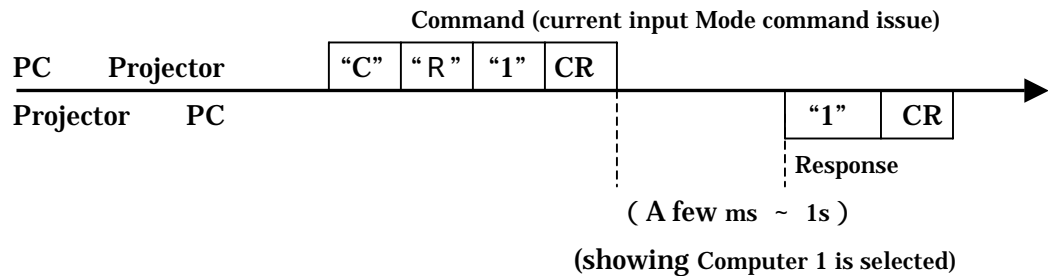 Command (current input Mode command issue)
PC Projector “C” “R” “1” CR
Projector PC “1” CR
Response
( A few ms ~ 1s )
(showing Computer 1 is selected)